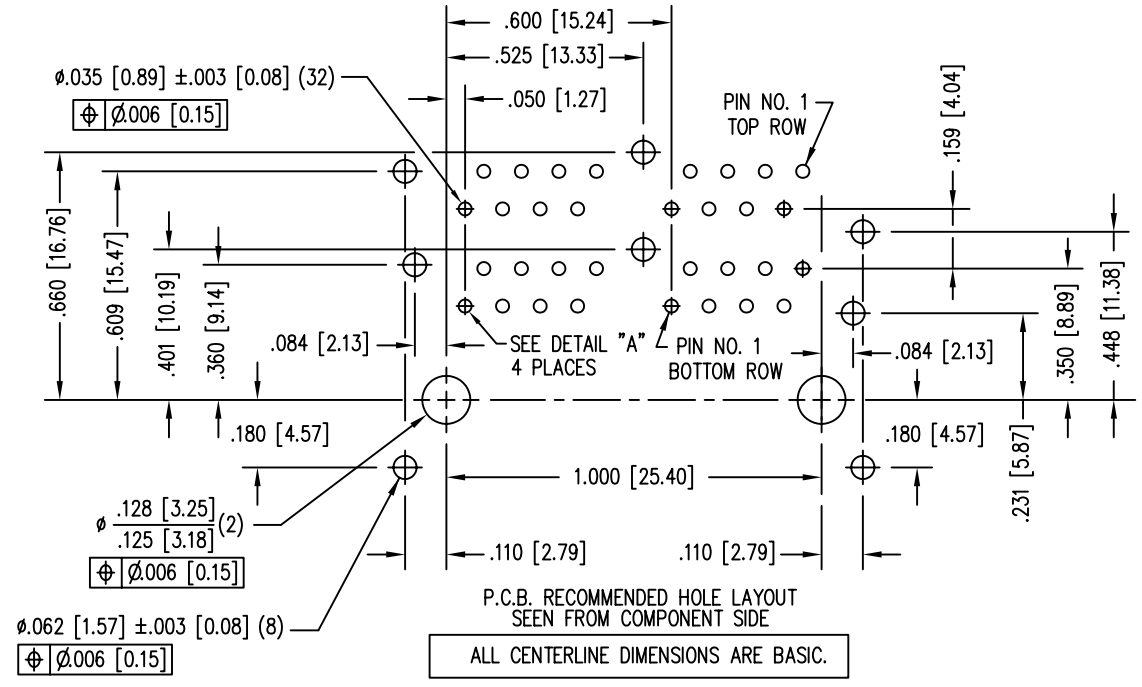 .600 [15.24]
.525 [13.33]
ø.035 [0.89] ±.003 [0.08] (32)
⌖ Ø.006 [0.15]
.050 [1.27]
PIN NO. 1
TOP ROW
.159 [4.04]
.660 [16.76]
.609 [15.47]
.401 [10.19]
.360 [9.14]
.084 [2.13]
SEE DETAIL "A"
4 PLACES
PIN NO. 1
BOTTOM ROW
.084 [2.13]
.350 [8.89]
.448 [11.38]
.180 [4.57]
.180 [4.57]
.231 [5.87]
1.000 [25.40]
ø .128 [3.25]
.125 [3.18] (2)
⌖ Ø.006 [0.15]
.110 [2.79]
.110 [2.79]
ø.062 [1.57] ±.003 [0.08] (8)
⌖ Ø.006 [0.15]
P.C.B. RECOMMENDED HOLE LAYOUT
SEEN FROM COMPONENT SIDE
ALL CENTERLINE DIMENSIONS ARE BASIC.